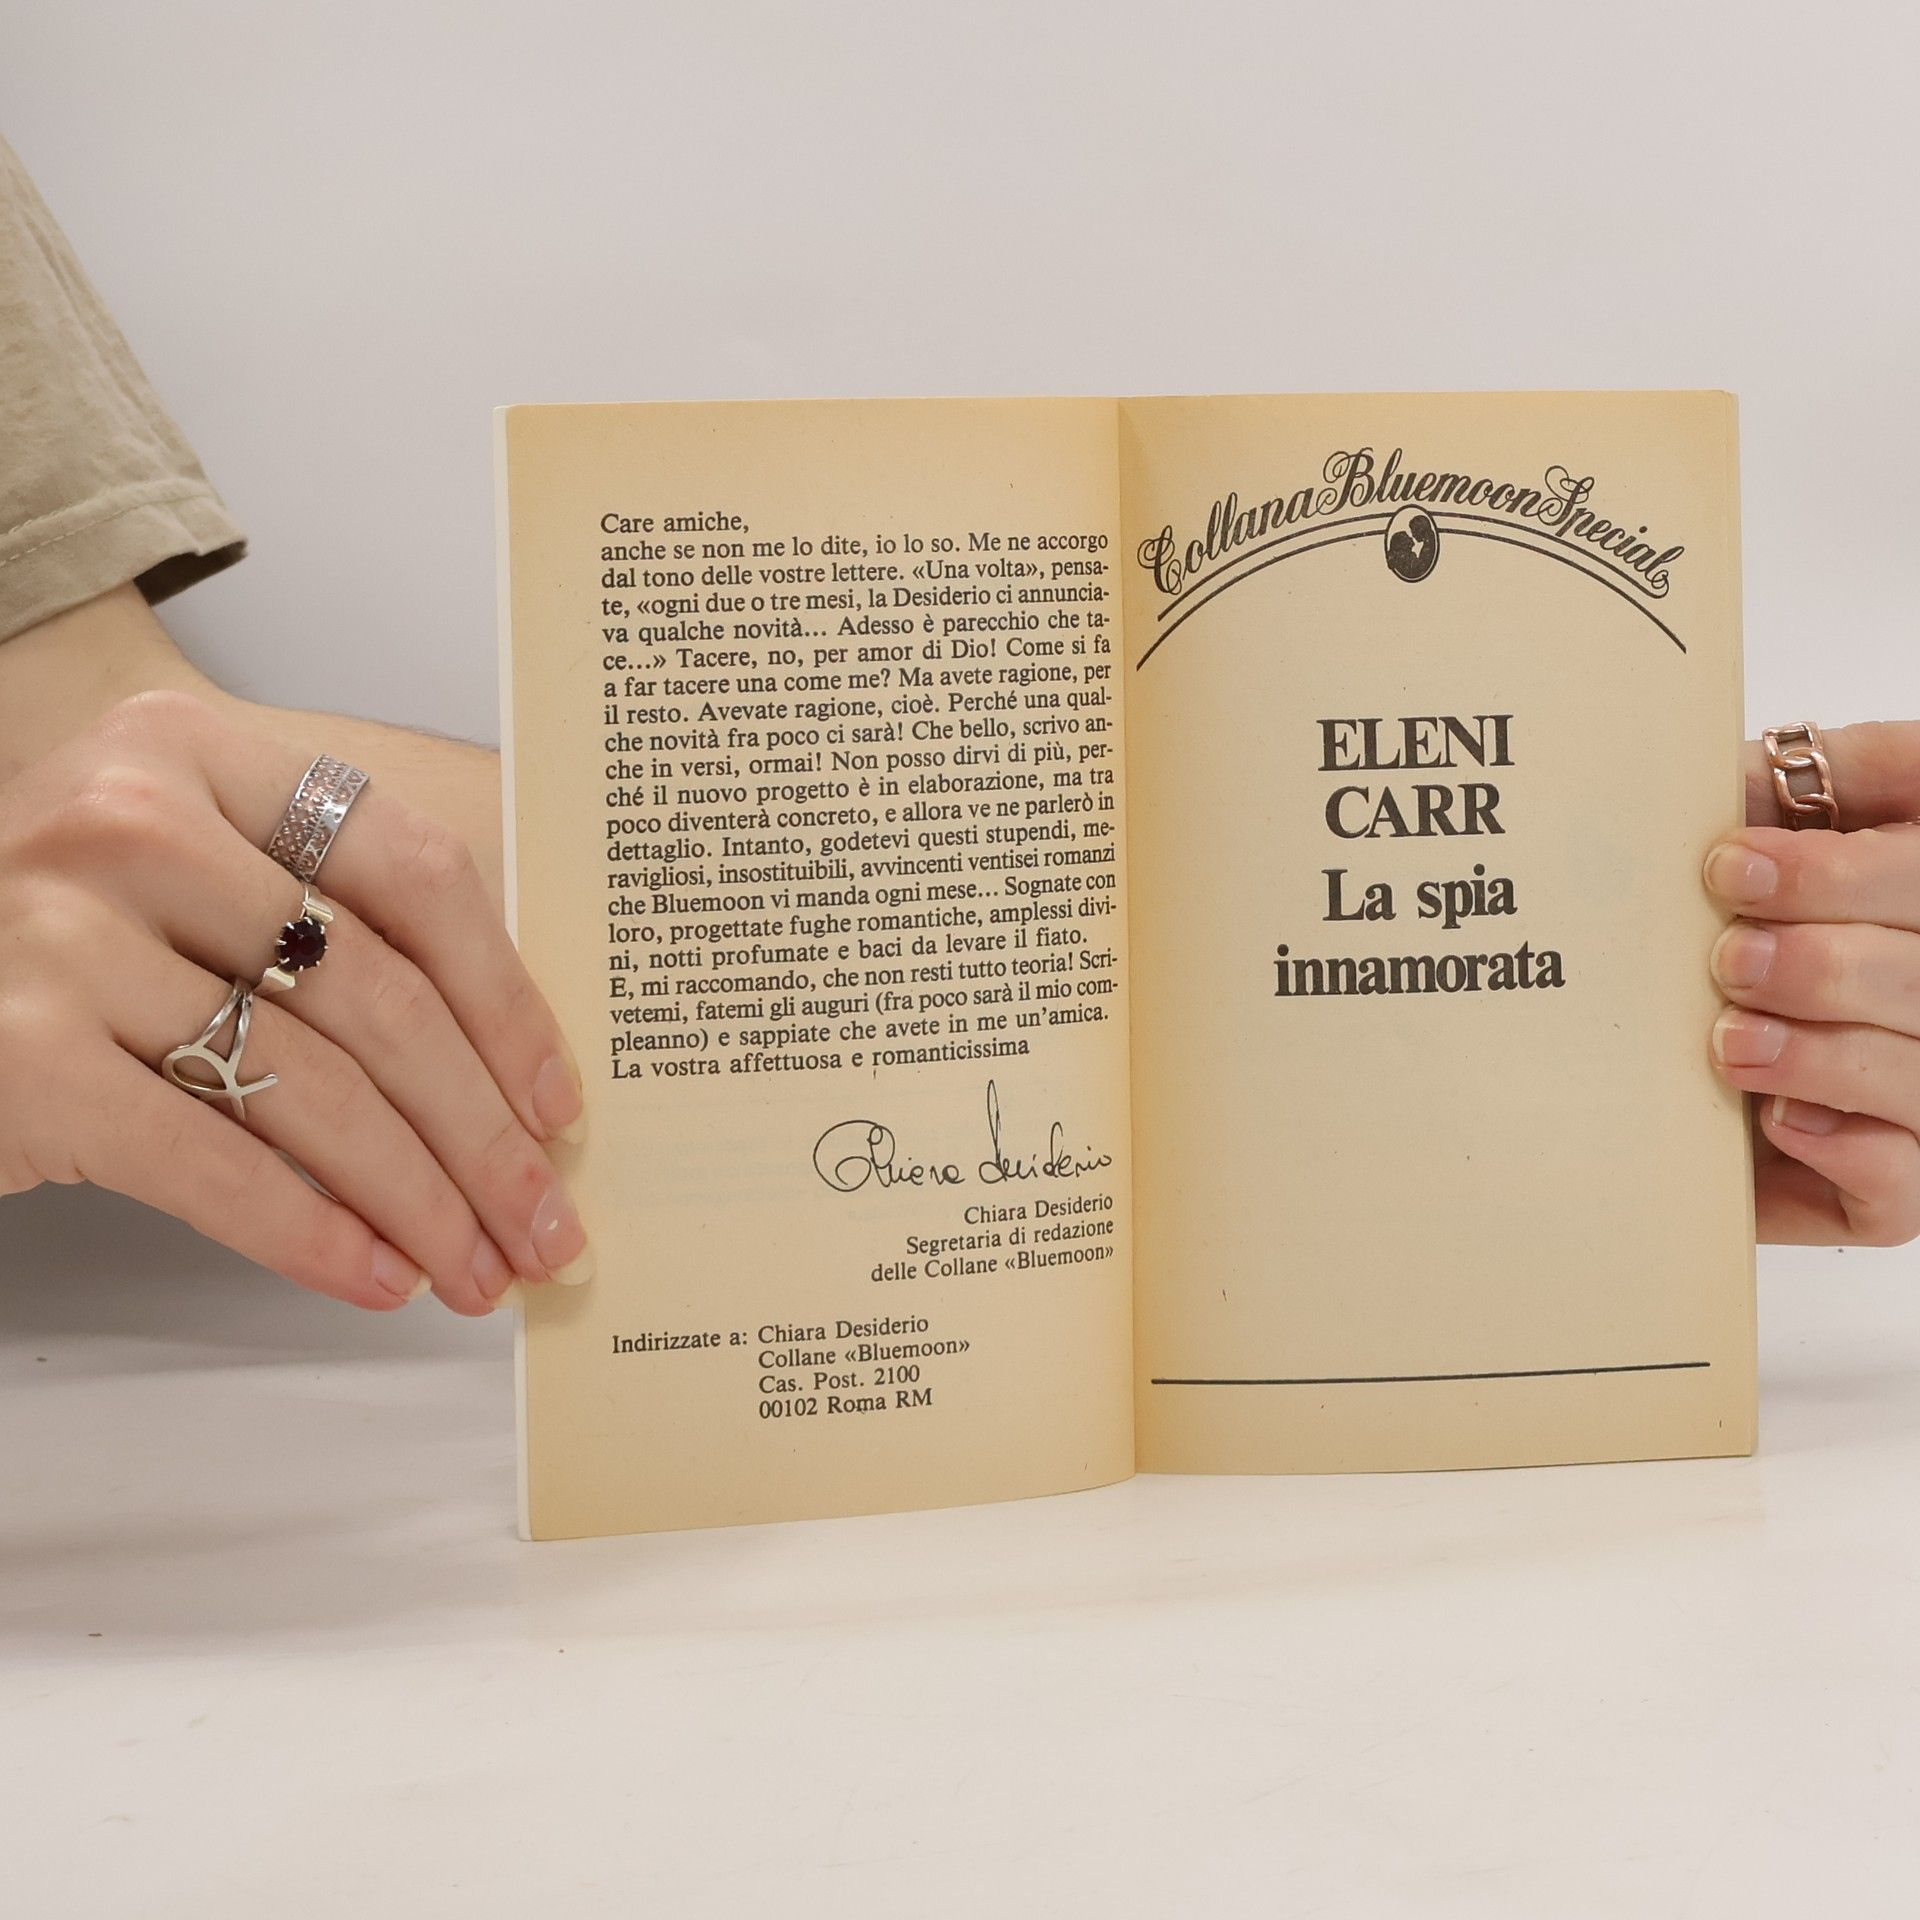 Care amiche,
anche se non me lo dite, io lo so. Me ne accorgo
dal tono delle vostre lettere. «Una volta», pensa-
te, «ogni due o tre mesi, la Desiderio ci annuncia-
va qualche novità... Adesso è parecchio che ta-
ce...» Tacere, no, per amor di Dio! Come si fa
a far tacere una come me? Ma avete ragione, per
il resto. Avevate ragione, cioè. Perché una qual-
che novità fra poco ci sarà! Che bello, scrivo an-
che in versi, ormai! Non posso dirvi di più, per-
ché il nuovo progetto è in elaborazione, ma tra
poco diventerà concreto, e allora ve ne parlerò in
dettaglio. Intanto, godetevi questi stupendi, me-
ravigliosi, insostituibili, avvincenti ventisei romanzi
che Bluemoon vi manda ogni mese... Sognate con
loro, progettate fughe romantiche, amplessi divi-
ni, notti profumate e baci da levare il fiato.
E, mi raccomando, che non resti tutto teoria! Scri-
vetemi, fatemi gli auguri (fra poco sarà il mio com-
pleanno) e sappiate che avete in me un'amica.
La vostra affettuosa e romanticissima
Chiara Desiderio
Chiara Desiderio
Segretaria di redazione
delle Collane «Bluemoon»
Indirizzate a: Chiara Desiderio
Collane «Bluemoon»
Cas. Post. 2100
00102 Roma RM
Collana Bluemoon Special
ELENI
CARR
La spia
innamorata